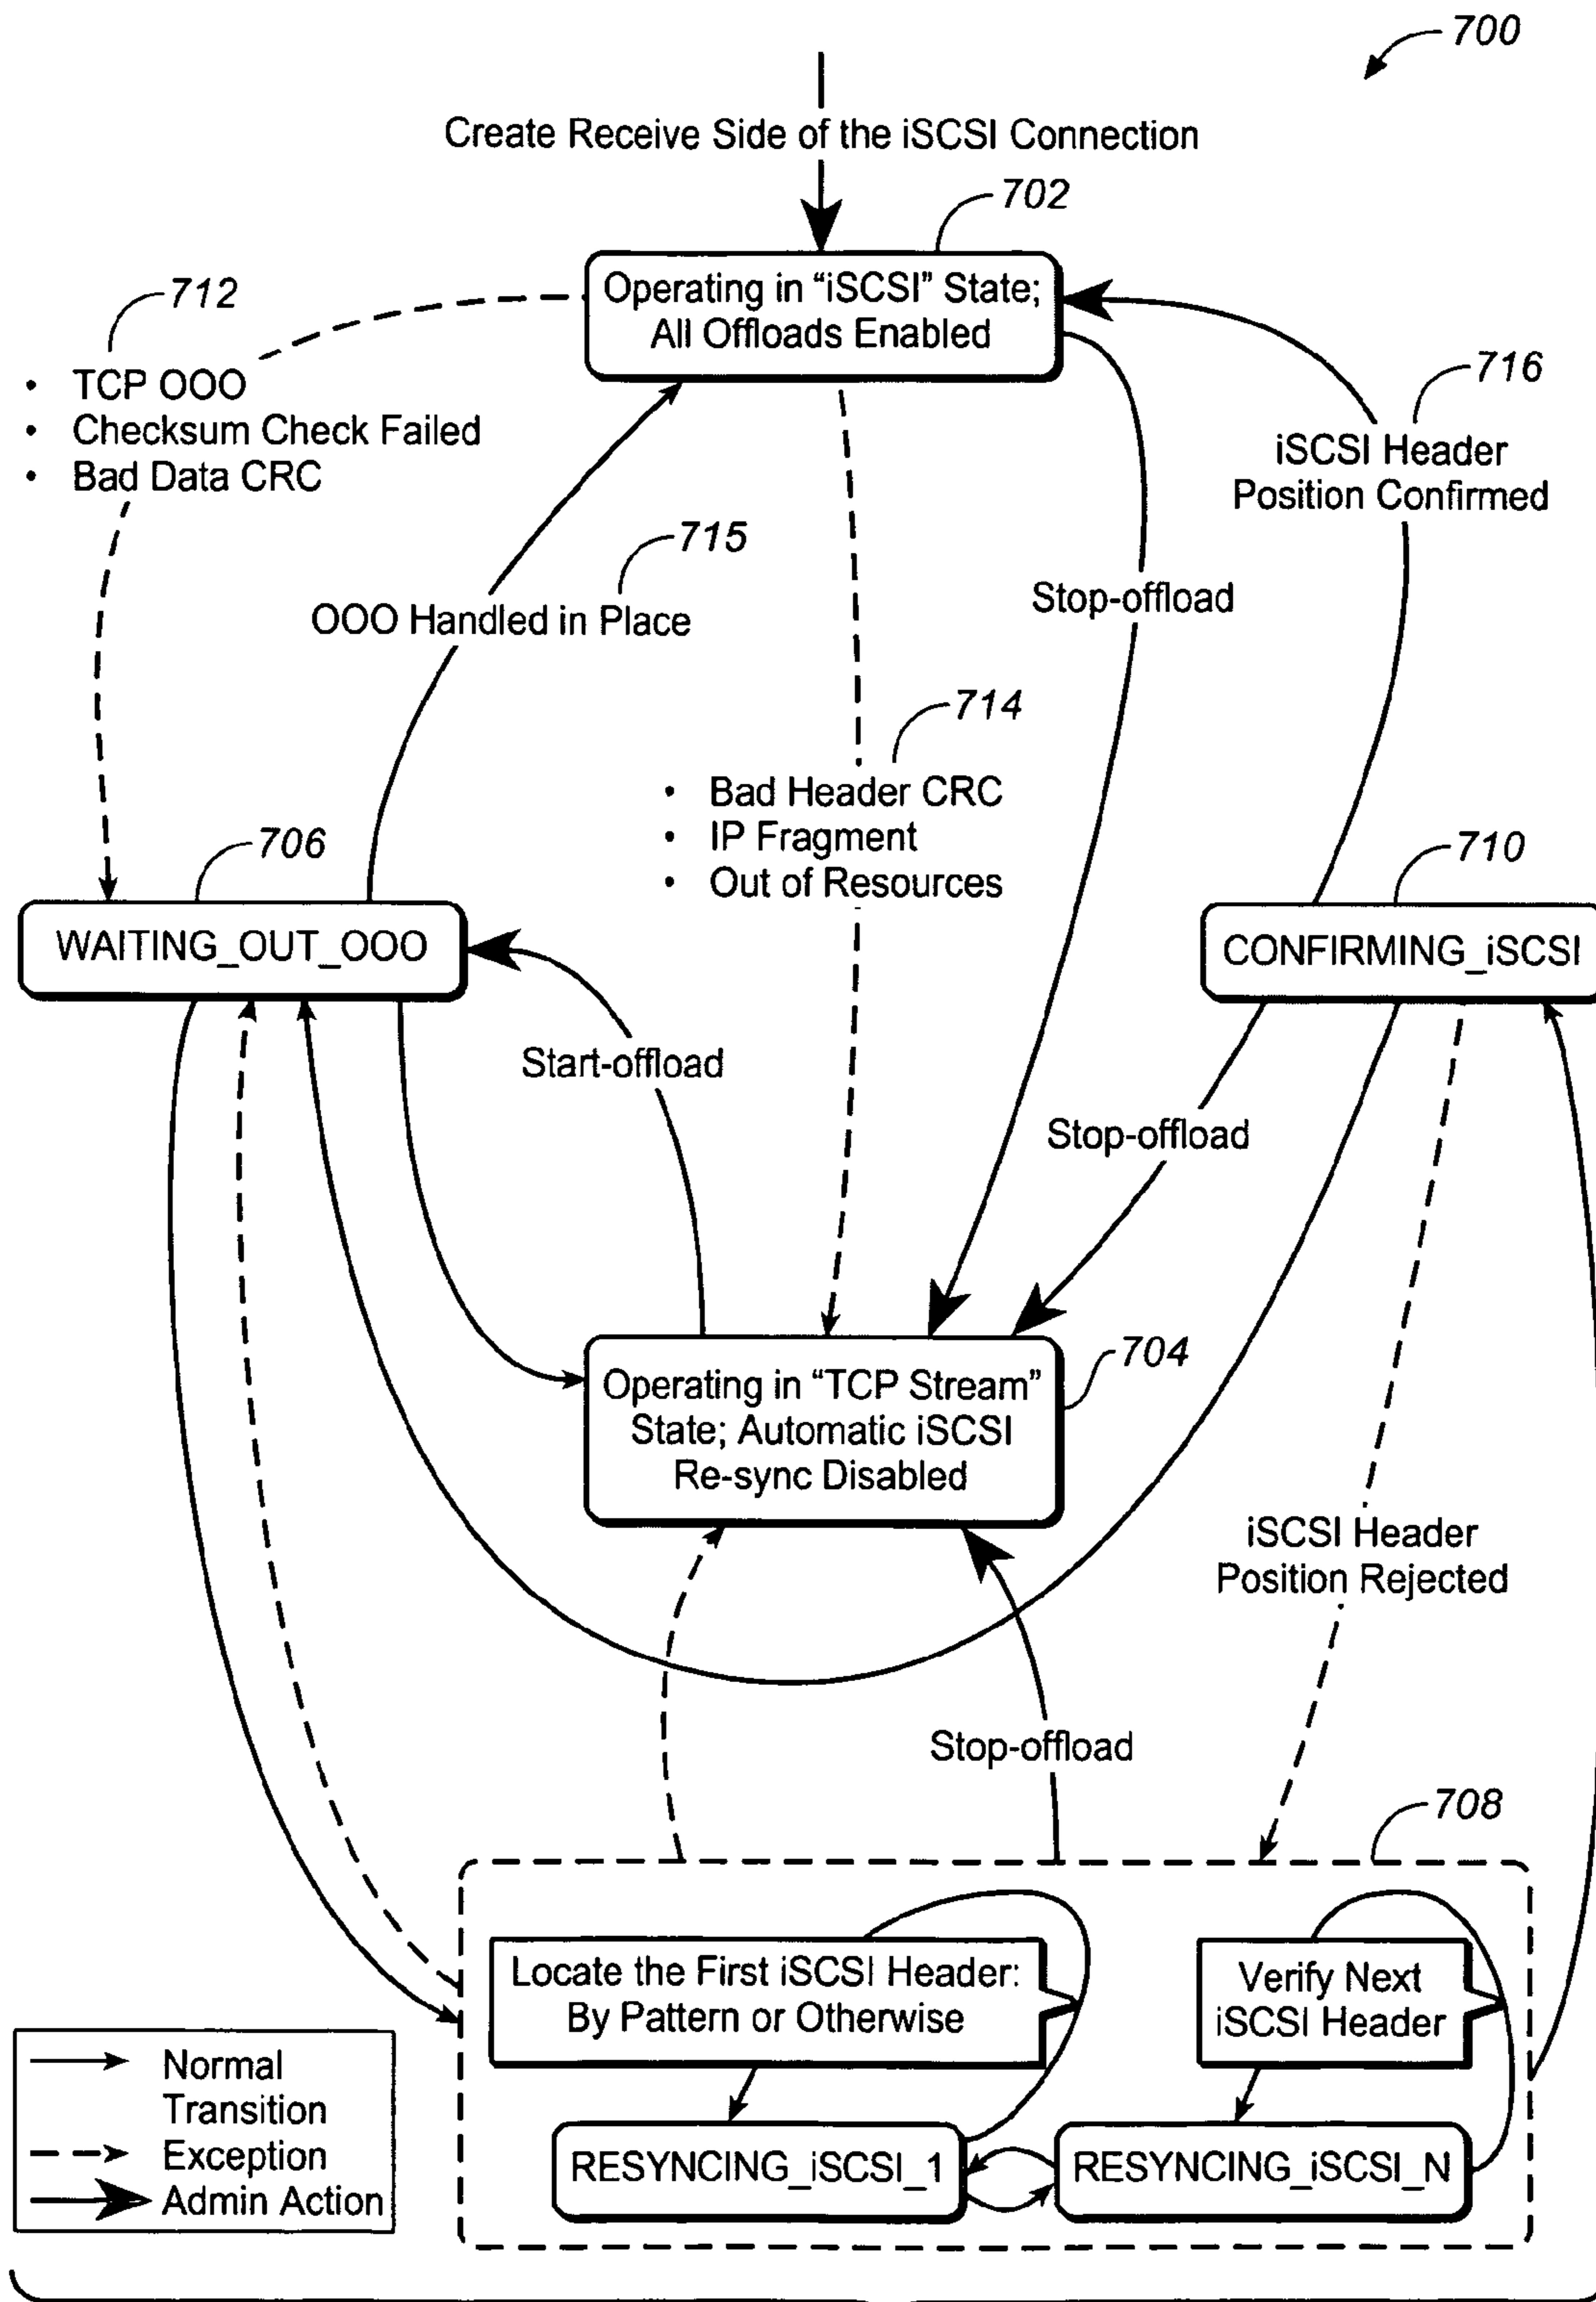 700
Create Receive Side of the iSCSI Connection
702
Operating in “iSCSI” State;
All Offloads Enabled
712
• TCP OOO
• Checksum Check Failed
• Bad Data CRC
716
iSCSI Header
Position Confirmed
715
OOO Handled in Place
Stop-offload
714
• Bad Header CRC
• IP Fragment
• Out of Resources
706
WAITING_OUT_OOO
710
CONFIRMING_iSCSI
Start-offload
Stop-offload
704
Operating in “TCP Stream”
State; Automatic iSCSI
Re-sync Disabled
iSCSI Header
Position Rejected
Stop-offload
708
Locate the First iSCSI Header:
By Pattern or Otherwise
Verify Next
iSCSI Header
RESYNCING_iSCSI_1
RESYNCING_iSCSI_N
Normal
Transition
Exception
Admin Action